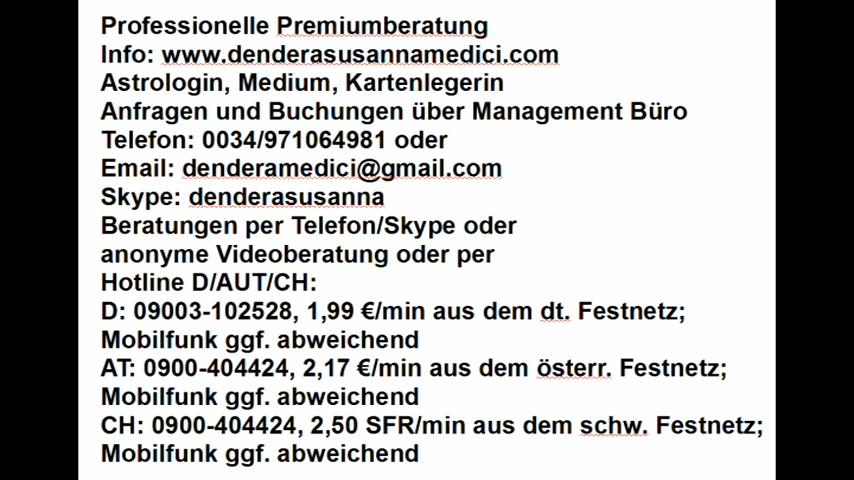 Professionelle Premiumberatung
Info: www.denderasusannamedici.com
Astrologin, Medium, Kartenlegerin
Anfragen und Buchungen über Management Büro
Telefon: 0034/971064981 oder
Email: denderamedici@gmail.com
Skype: denderasusanna
Beratungen per Telefon/Skype oder
anonyme Videoberatung oder per
Hotline D/AUT/CH:
D: 09003-102528, 1,99 €/min aus dem dt. Festnetz;
Mobilfunk ggf. abweichend
AT: 0900-404424, 2,17 €/min aus dem österr. Festnetz;
Mobilfunk ggf. abweichend
CH: 0900-404424, 2,50 SFR/min aus dem schw. Festnetz;
Mobilfunk ggf. abweichend